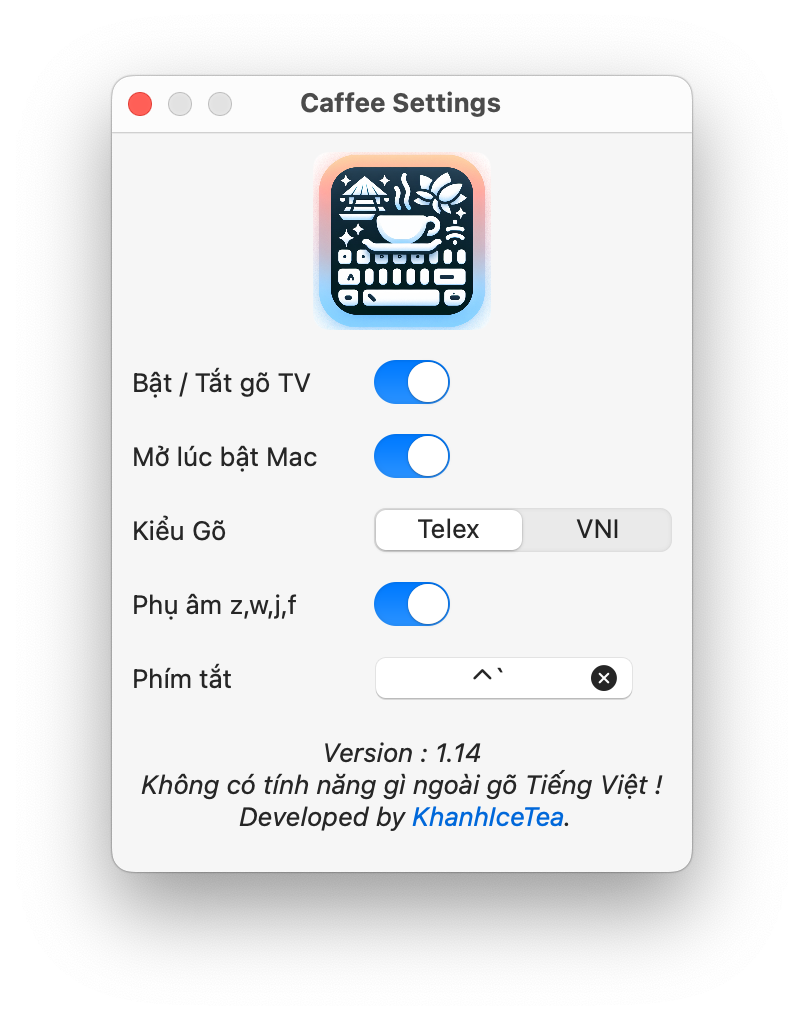 Caffee Settings
Bật / Tắt gõ TV
Mở lúc bật Mac
Kiểu Gõ Telex VNI
Phụ âm z,w,j,f
Phím tắt ^`
Version : 1.14
Không có tính năng gì ngoài gõ Tiếng Việt !
Developed by KhanhIceTea.